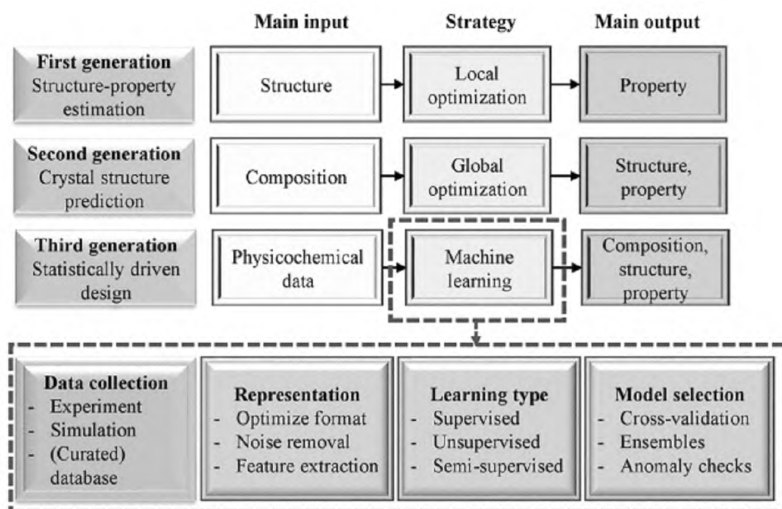 Main input
Strategy
Main output
First generation
Structure-property
estimation
Structure
Local
optimization
Property
Second generation
Crystal structure
prediction
Composition
Global
optimization
Structure,
property
Third generation
Statistically driven
design
Physicochemical
data
Machine
learning
Composition,
structure,
property
Data collection
- Experiment
- Simulation
- (Curated)
database
Representation
- Optimize format
- Noise removal
- Feature extraction
Learning type
- Supervised
- Unsupervised
- Semi-supervised
Model selection
- Cross-validation
- Ensembles
- Anomaly checks